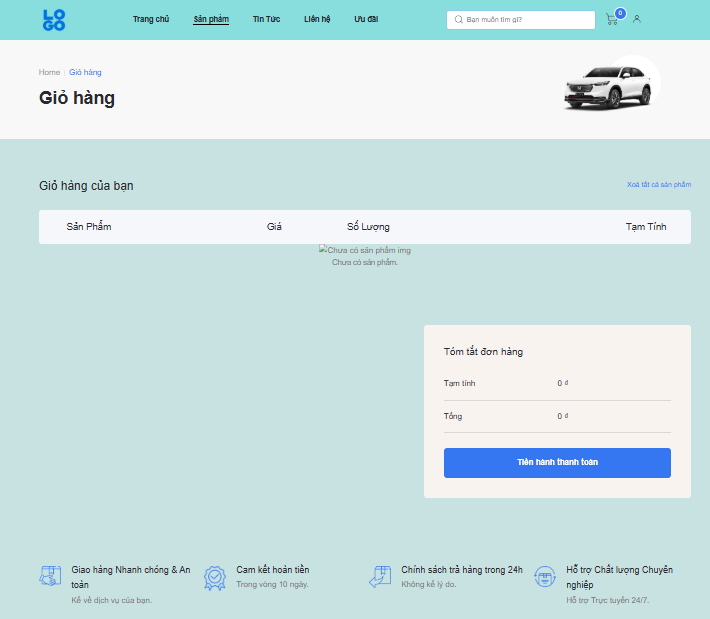 LOGO
Trang chủ Sản phẩm Tin Tức Liên hệ Ưu đãi Bạn muốn tìm gì? 0
Home | Giỏ hàng
Giỏ hàng
Giỏ hàng của bạn Xoá tất cả sản phẩm
Sản Phẩm Giá Số Lượng Tạm Tính
Chưa có sản phẩm img
Chưa có sản phẩm.
Tóm tắt đơn hàng
Tạm tính 0 ₫
Tổng 0 ₫
Tiến hành thanh toán
Giao hàng Nhanh chóng & An
toàn
Kể về dịch vụ của bạn.
Cam kết hoàn tiền
Trong vòng 10 ngày.
Chính sách trả hàng trong 24h
Không kể lý do.
Hỗ trợ Chất lượng Chuyên
nghiệp
Hỗ trợ Trực tuyến 24/7.